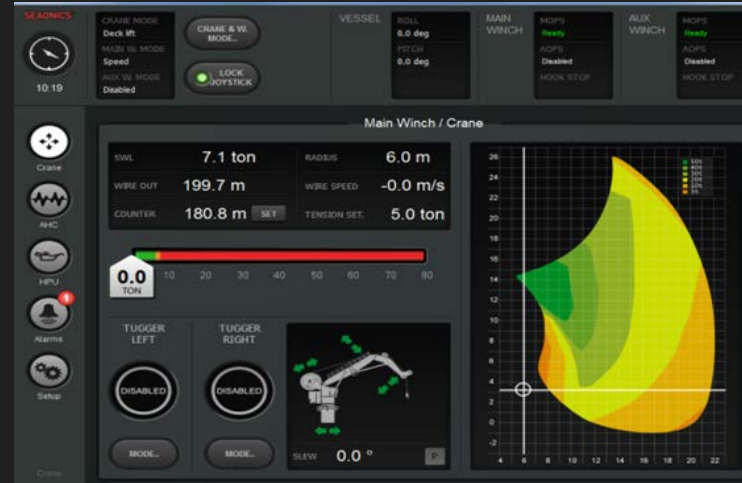 SEAONICS
10:19
CRANE MODE
Deck lift
MAIN W. MODE
Speed
AUX W. MODE
Disabled
CRANE & W.
MODE..
LOCK
JOYSTICK
VESSEL
ROLL
0.0 deg
PITCH
0.0 deg
MAIN
WINCH
MOPS
Ready
AOPS
Disabled
HOOK STOP
AUX
WINCH
MOPS
Ready
AOPS
Disabled
HOOK STOP
Crane
AHC
HPU
1
Alarms
Setup
Crane
Main Winch / Crane
SWL 7.1 ton RADIUS 6.0 m
WIRE OUT 199.7 m WIRE SPEED -0.0 m/s
COUNTER 180.8 m SET TENSION SET. 5.0 ton
0.0
TON
10 20 30 40 50 60 70 80
TUGGER
LEFT
DISABLED
MODE..
TUGGER
RIGHT
DISABLED
MODE..
SLEW 0.0 °
P
26
24
22
20
18
16
14
12
10
8
6
4
2
0
-2
4 6 8 10 12 14 16 18 20 22